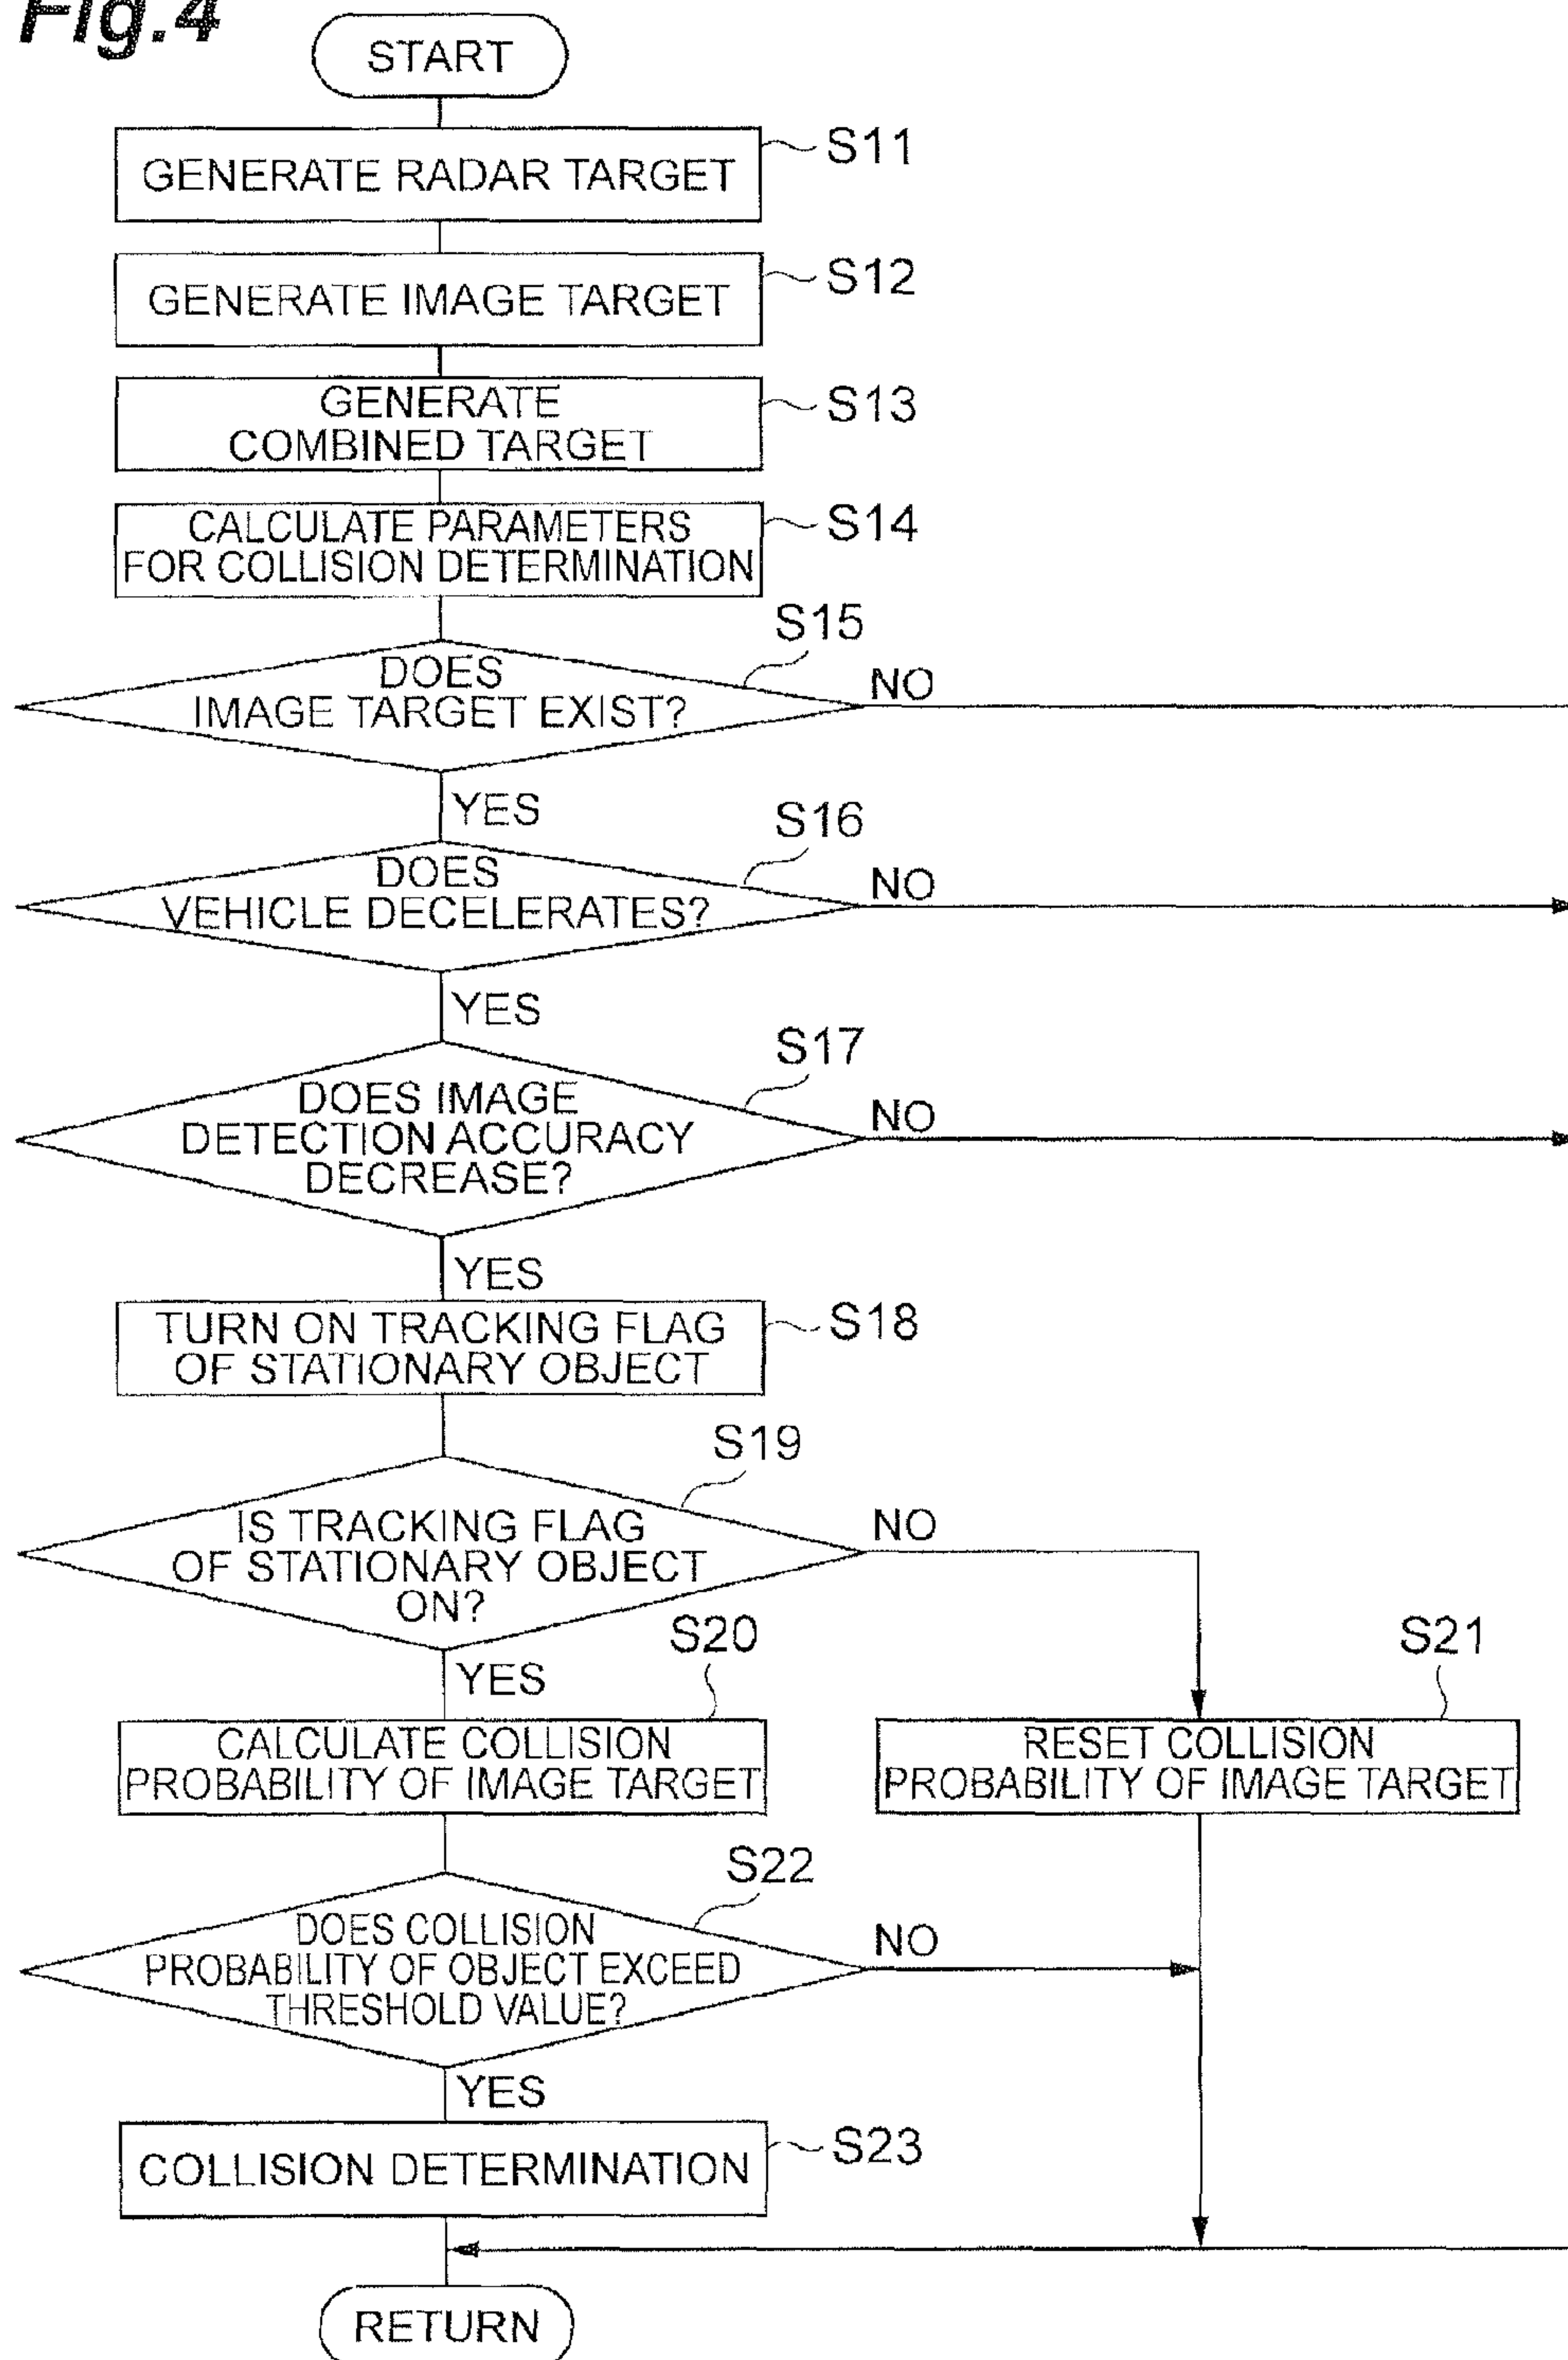 Fig.4
START
GENERATE RADAR TARGET
S11
GENERATE IMAGE TARGET
S12
GENERATE
COMBINED TARGET
S13
CALCULATE PARAMETERS
FOR COLLISION DETERMINATION
S14
S15
DOES
IMAGE TARGET EXIST?
NO
YES
S16
DOES
VEHICLE DECELERATES?
NO
YES
S17
DOES IMAGE
DETECTION ACCURACY
DECREASE?
NO
YES
TURN ON TRACKING FLAG
OF STATIONARY OBJECT
S18
S19
IS TRACKING FLAG
OF STATIONARY OBJECT
ON?
NO
YES
S20
CALCULATE COLLISION
PROBABILITY OF IMAGE TARGET
S21
RESET COLLISION
PROBABILITY OF IMAGE TARGET
S22
DOES COLLISION
PROBABILITY OF OBJECT EXCEED
THRESHOLD VALUE?
NO
YES
COLLISION DETERMINATION
S23
RETURN